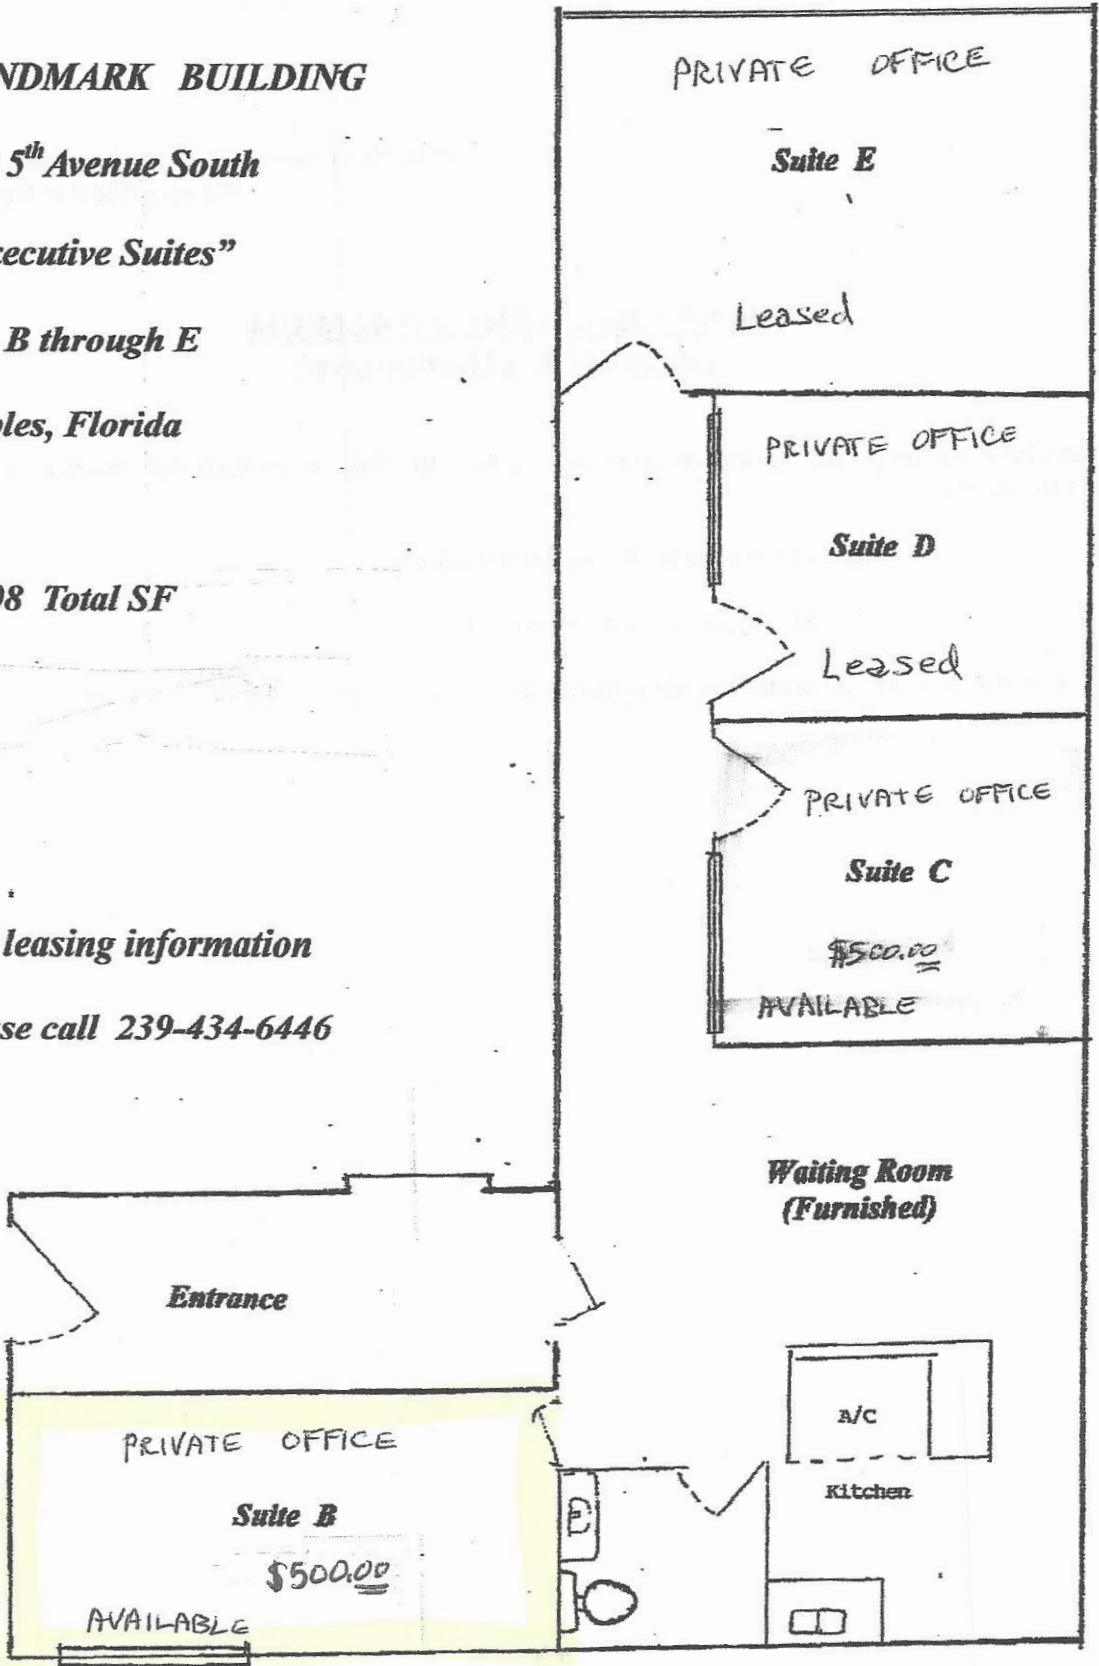 NDMARK BUILDING
5th Avenue South
ecutive Suites”
B through E
les, Florida
98 Total SF
leasing information
se call 239-434-6446
PRIVATE OFFICE
Suite E
Leased
PRIVATE OFFICE
Suite D
Leased
PRIVATE OFFICE
Suite C
$500.00
AVAILABLE
Waiting Room
(Furnished)
Entrance
A/C
Kitchen
PRIVATE OFFICE
Suite B
$500.00
AVAILABLE